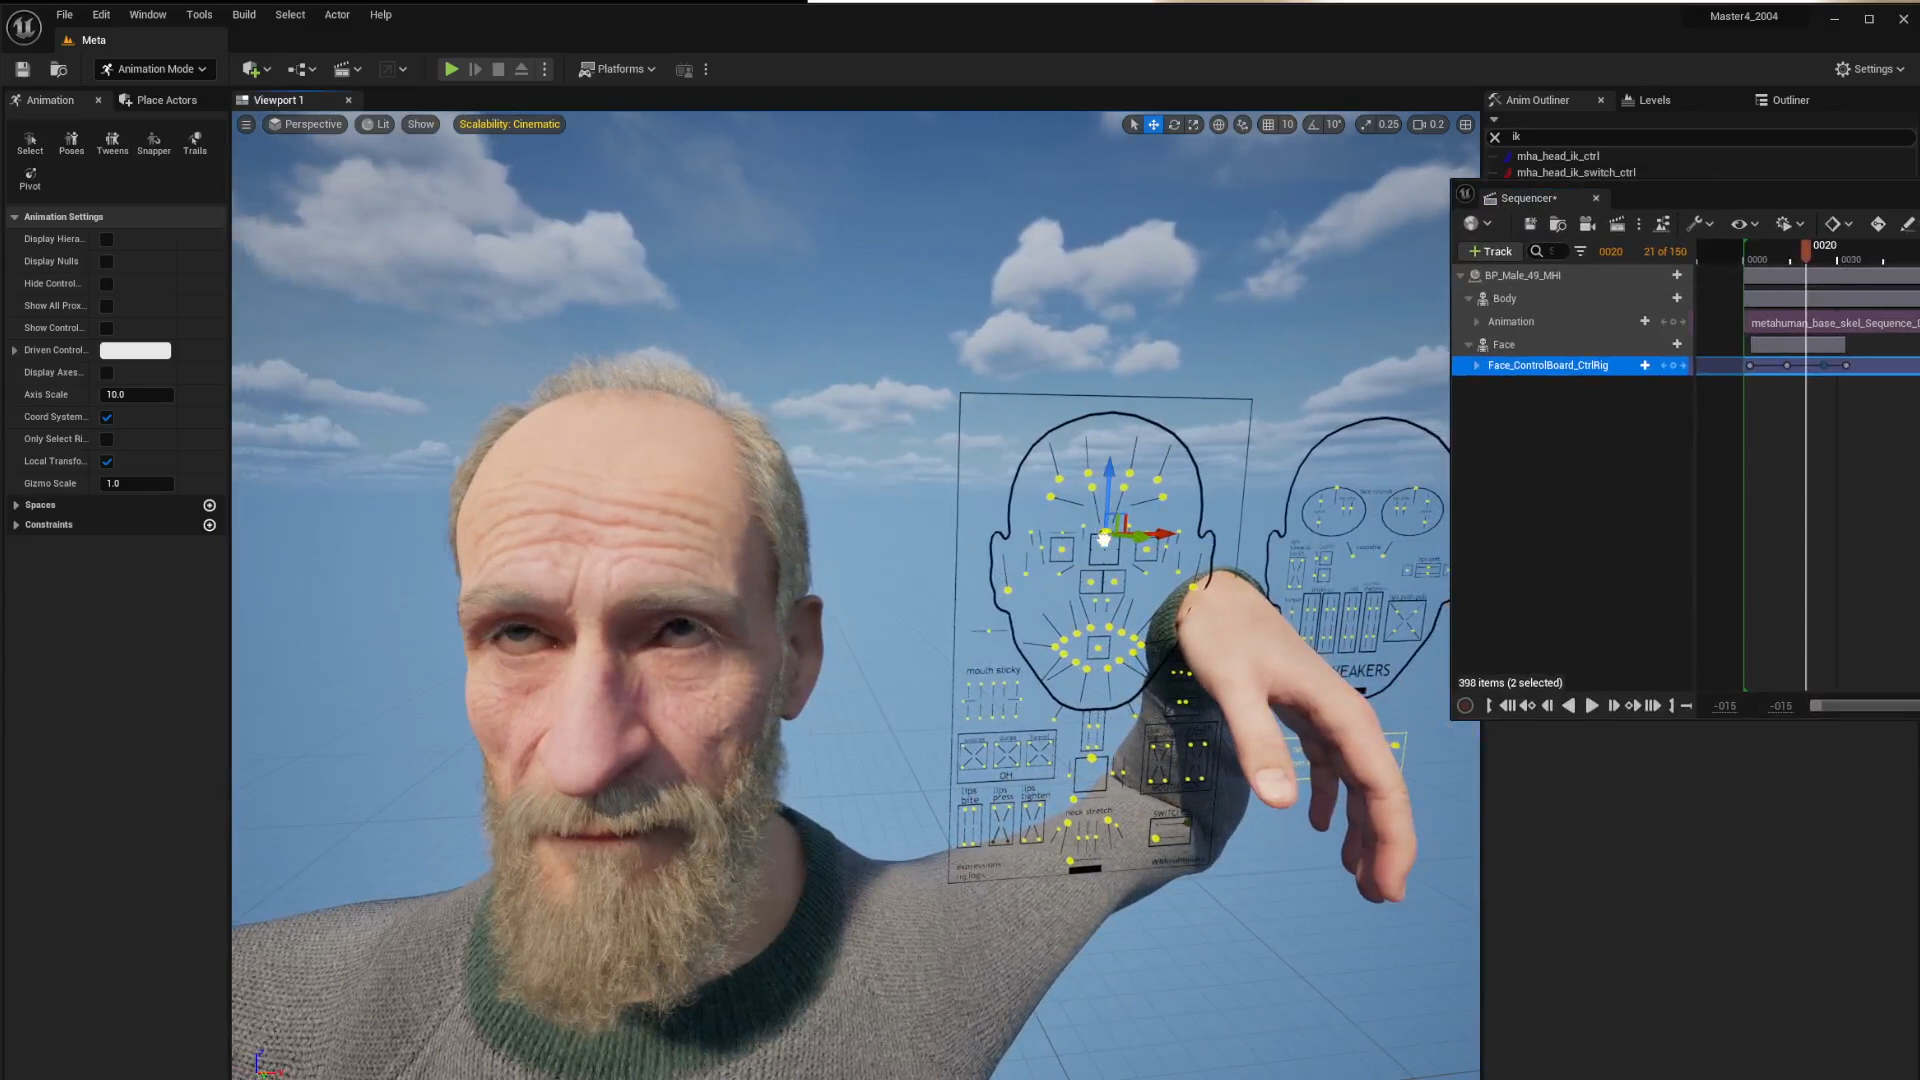 File Edit Window Tools Build Select Actor Help
Master4_2004
Meta
Animation Mode
Platforms
Settings
Animation
Place Actors
Viewport 1
Anim Outliner
Levels
Outliner
Perspective
Lit
Show
Scalability: Cinematic
10
10°
0.25
0.2
ik
Select Poses Tweens Snapper Trails
mha_head_ik_ctrl
mha_head_ik_switch_ctrl
Pivot
Sequencer*
Animation Settings
Display Hiera...
Display Nulls
Hide Control...
Show All Prox...
Show Control...
Driven Control...
Display Axes...
Axis Scale 10.0
Coord System...
Only Select Ri...
Local Transfo...
Gizmo Scale 1.0
Spaces
Constraints
Track
0020
21 of 150
0020
0000
0030
BP_Male_49_MHI
Body
Animation
metahuman_base_skel_Sequence_
Face
Face_ControlBoard_CtrlRig
398 items (2 selected)
-015
-015
mouth sticky
OH
lips bite
lips press
lips tighten
neck stretch
expressions